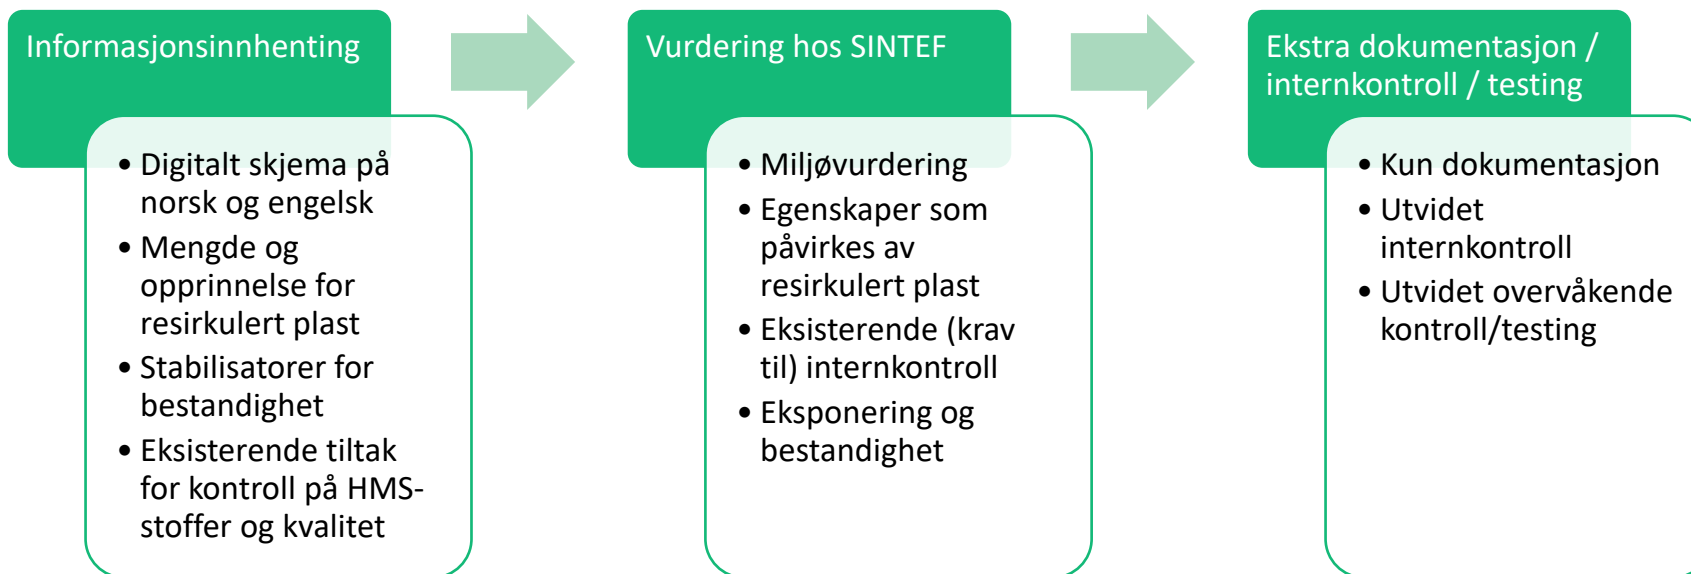 Informasjonsinnhenting
• Digitalt skjema på
norsk og engelsk
• Mengde og
opprinnelse for
resirkulert plast
• Stabilisatorer for
bestandighet
• Eksisterende tiltak
for kontroll på HMS-
stoffer og kvalitet
Vurdering hos SINTEF
• Miljøvurdering
• Egenskaper som
påvirkes av
resirkulert plast
• Eksisterende (krav
til) internkontroll
• Eksponering og
bestandighet
Ekstra dokumentasjon /
internkontroll / testing
• Kun dokumentasjon
• Utvidet
internkontroll
• Utvidet overvåkende
kontroll/testing